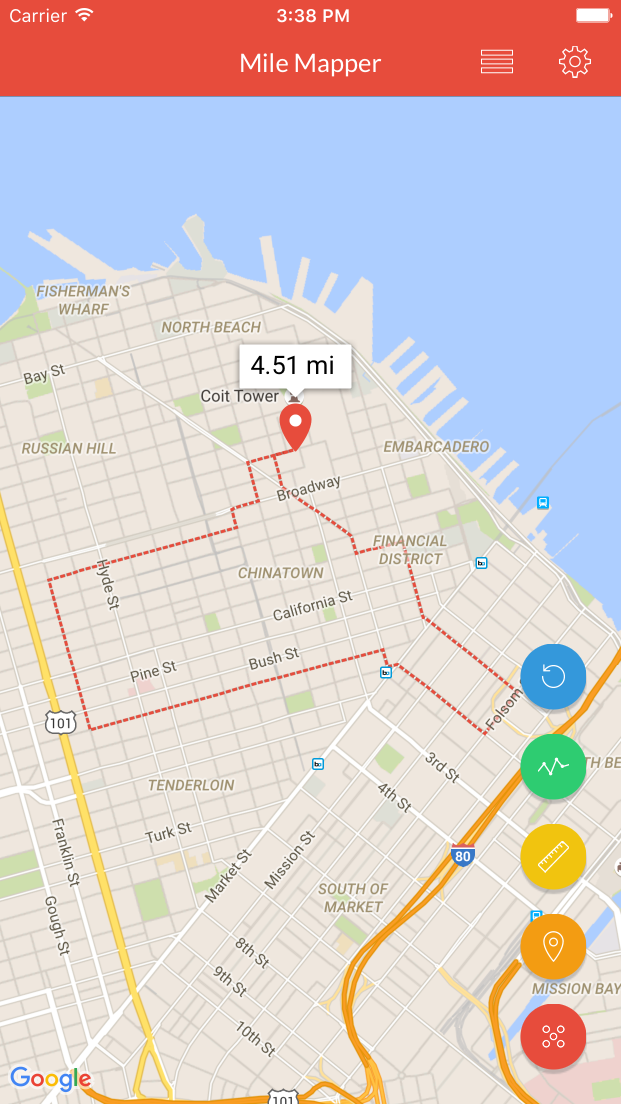 Carrier 3:38 PM
Mile Mapper
FISHERMAN'S
WHARF
NORTH BEACH
Bay St
4.51 mi
Coit Tower
RUSSIAN HILL
EMBARCADERO
Broadway
FINANCIAL
DISTRICT
Hyde St
CHINATOWN
California St
Bush St
Pine St
Folsom
101
TENDERLOIN
3rd St
4th St
Turk St
Franklin St
Market St
Mission St
80
SOUTH OF
MARKET
Gough St
8th St
9th St
MISSION BAY
10th St
Google
101